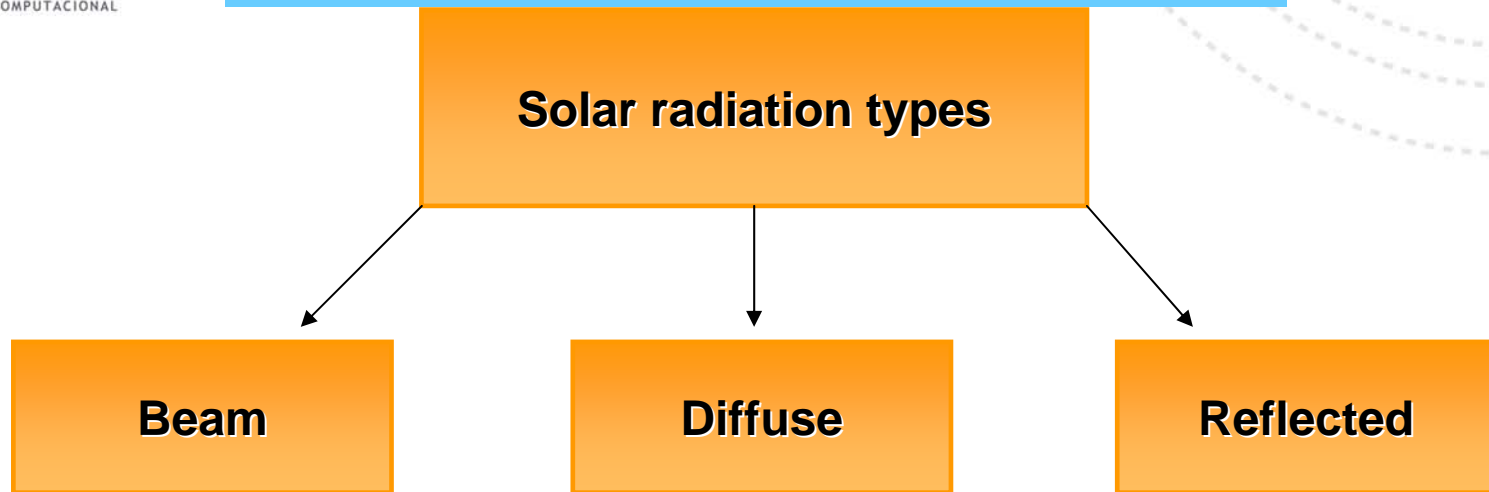 OMPUTACIONAL
Solar radiation types
Beam
Diffuse
Reflected